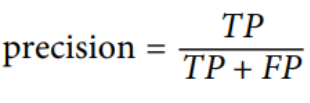 precision = TP / TP + FP